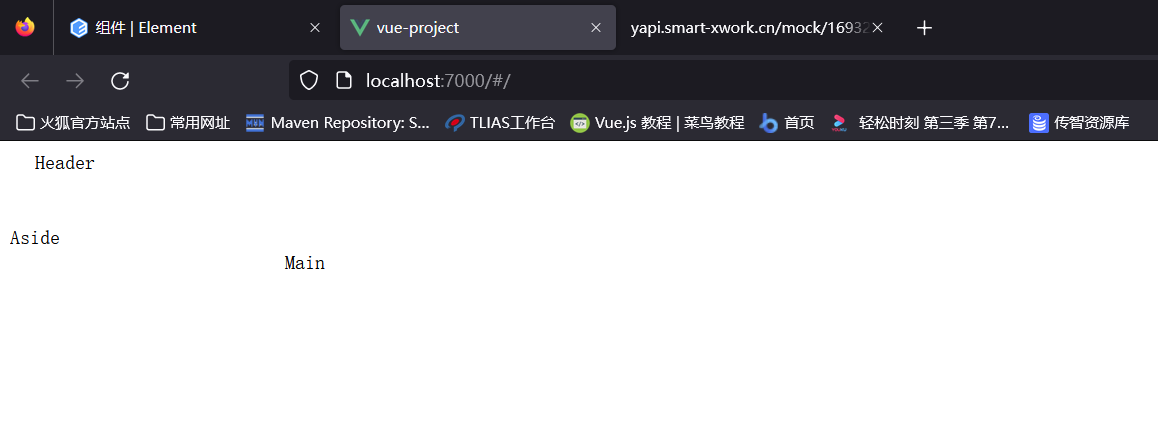 组件 | Element
vue-project
yapi.smart-xwork.cn/mock/16932
localhost:7000/#/
火狐官方站点 常用网址 Maven Repository: S... TLIAS工作台 Vue.js 教程 | 菜鸟教程 首页 轻松时刻 第三季 第7... 传智资源库
Header
Aside
Main